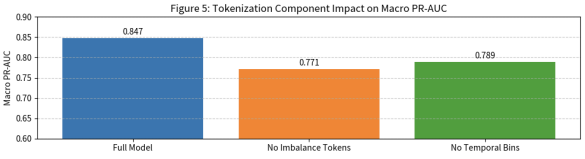 Figure 5: Tokenization Component Impact on Macro PR-AUC
Macro PR-AUC
0.90
0.85
0.80
0.75
0.70
0.65
0.60
0.847
0.771
0.789
Full Model
No Imbalance Tokens
No Temporal Bins